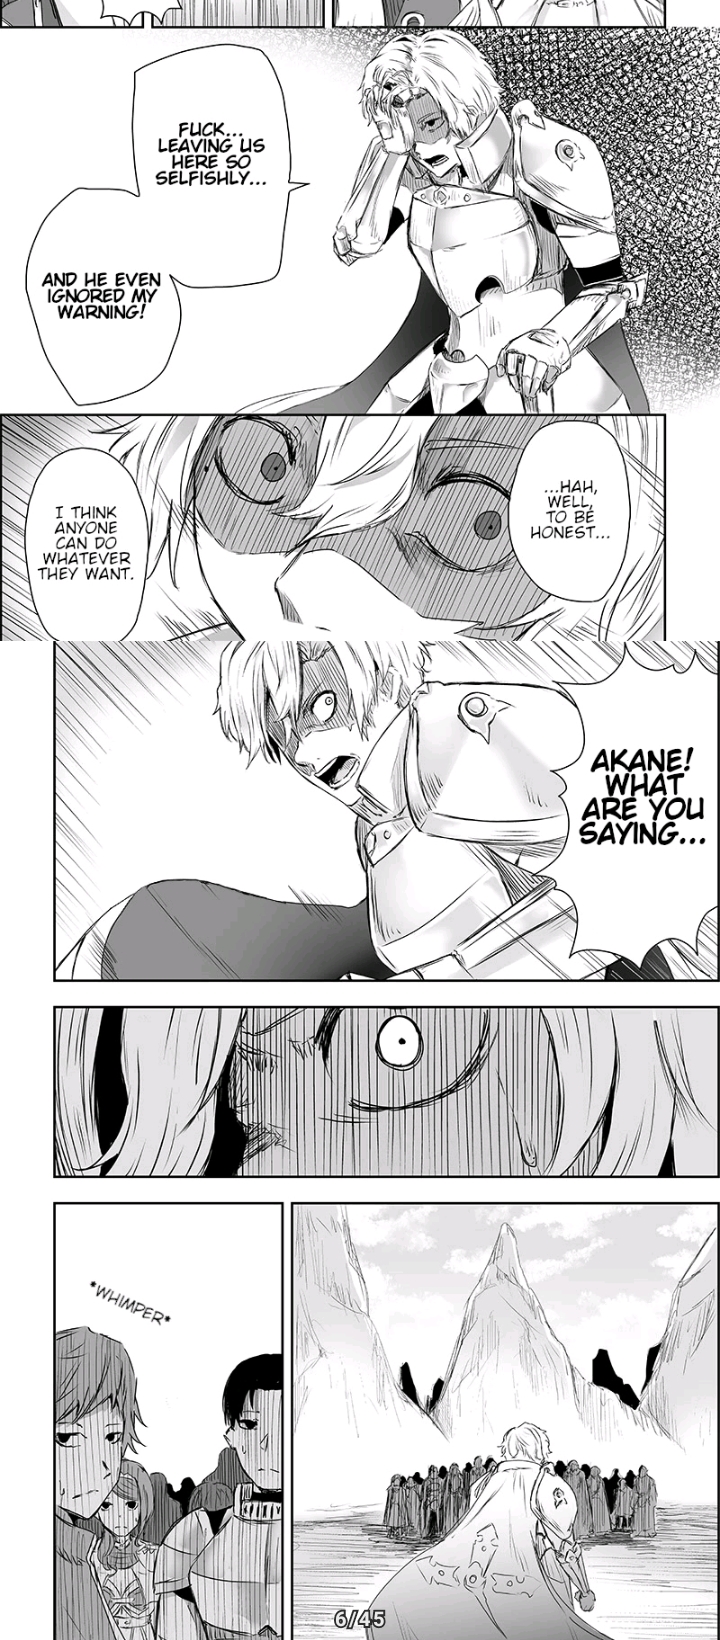 FUCK...
LEAVING US
HERE SO
SELFISHLY...
AND HE EVEN
IGNORED MY
WARNING!
...HAH,
WELL,
TO BE
HONEST...
I THINK
ANYONE
CAN DO
WHATEVER
THEY WANT.
AKANE!
WHAT
ARE YOU
SAYING...
*WHIMPER*
6/45